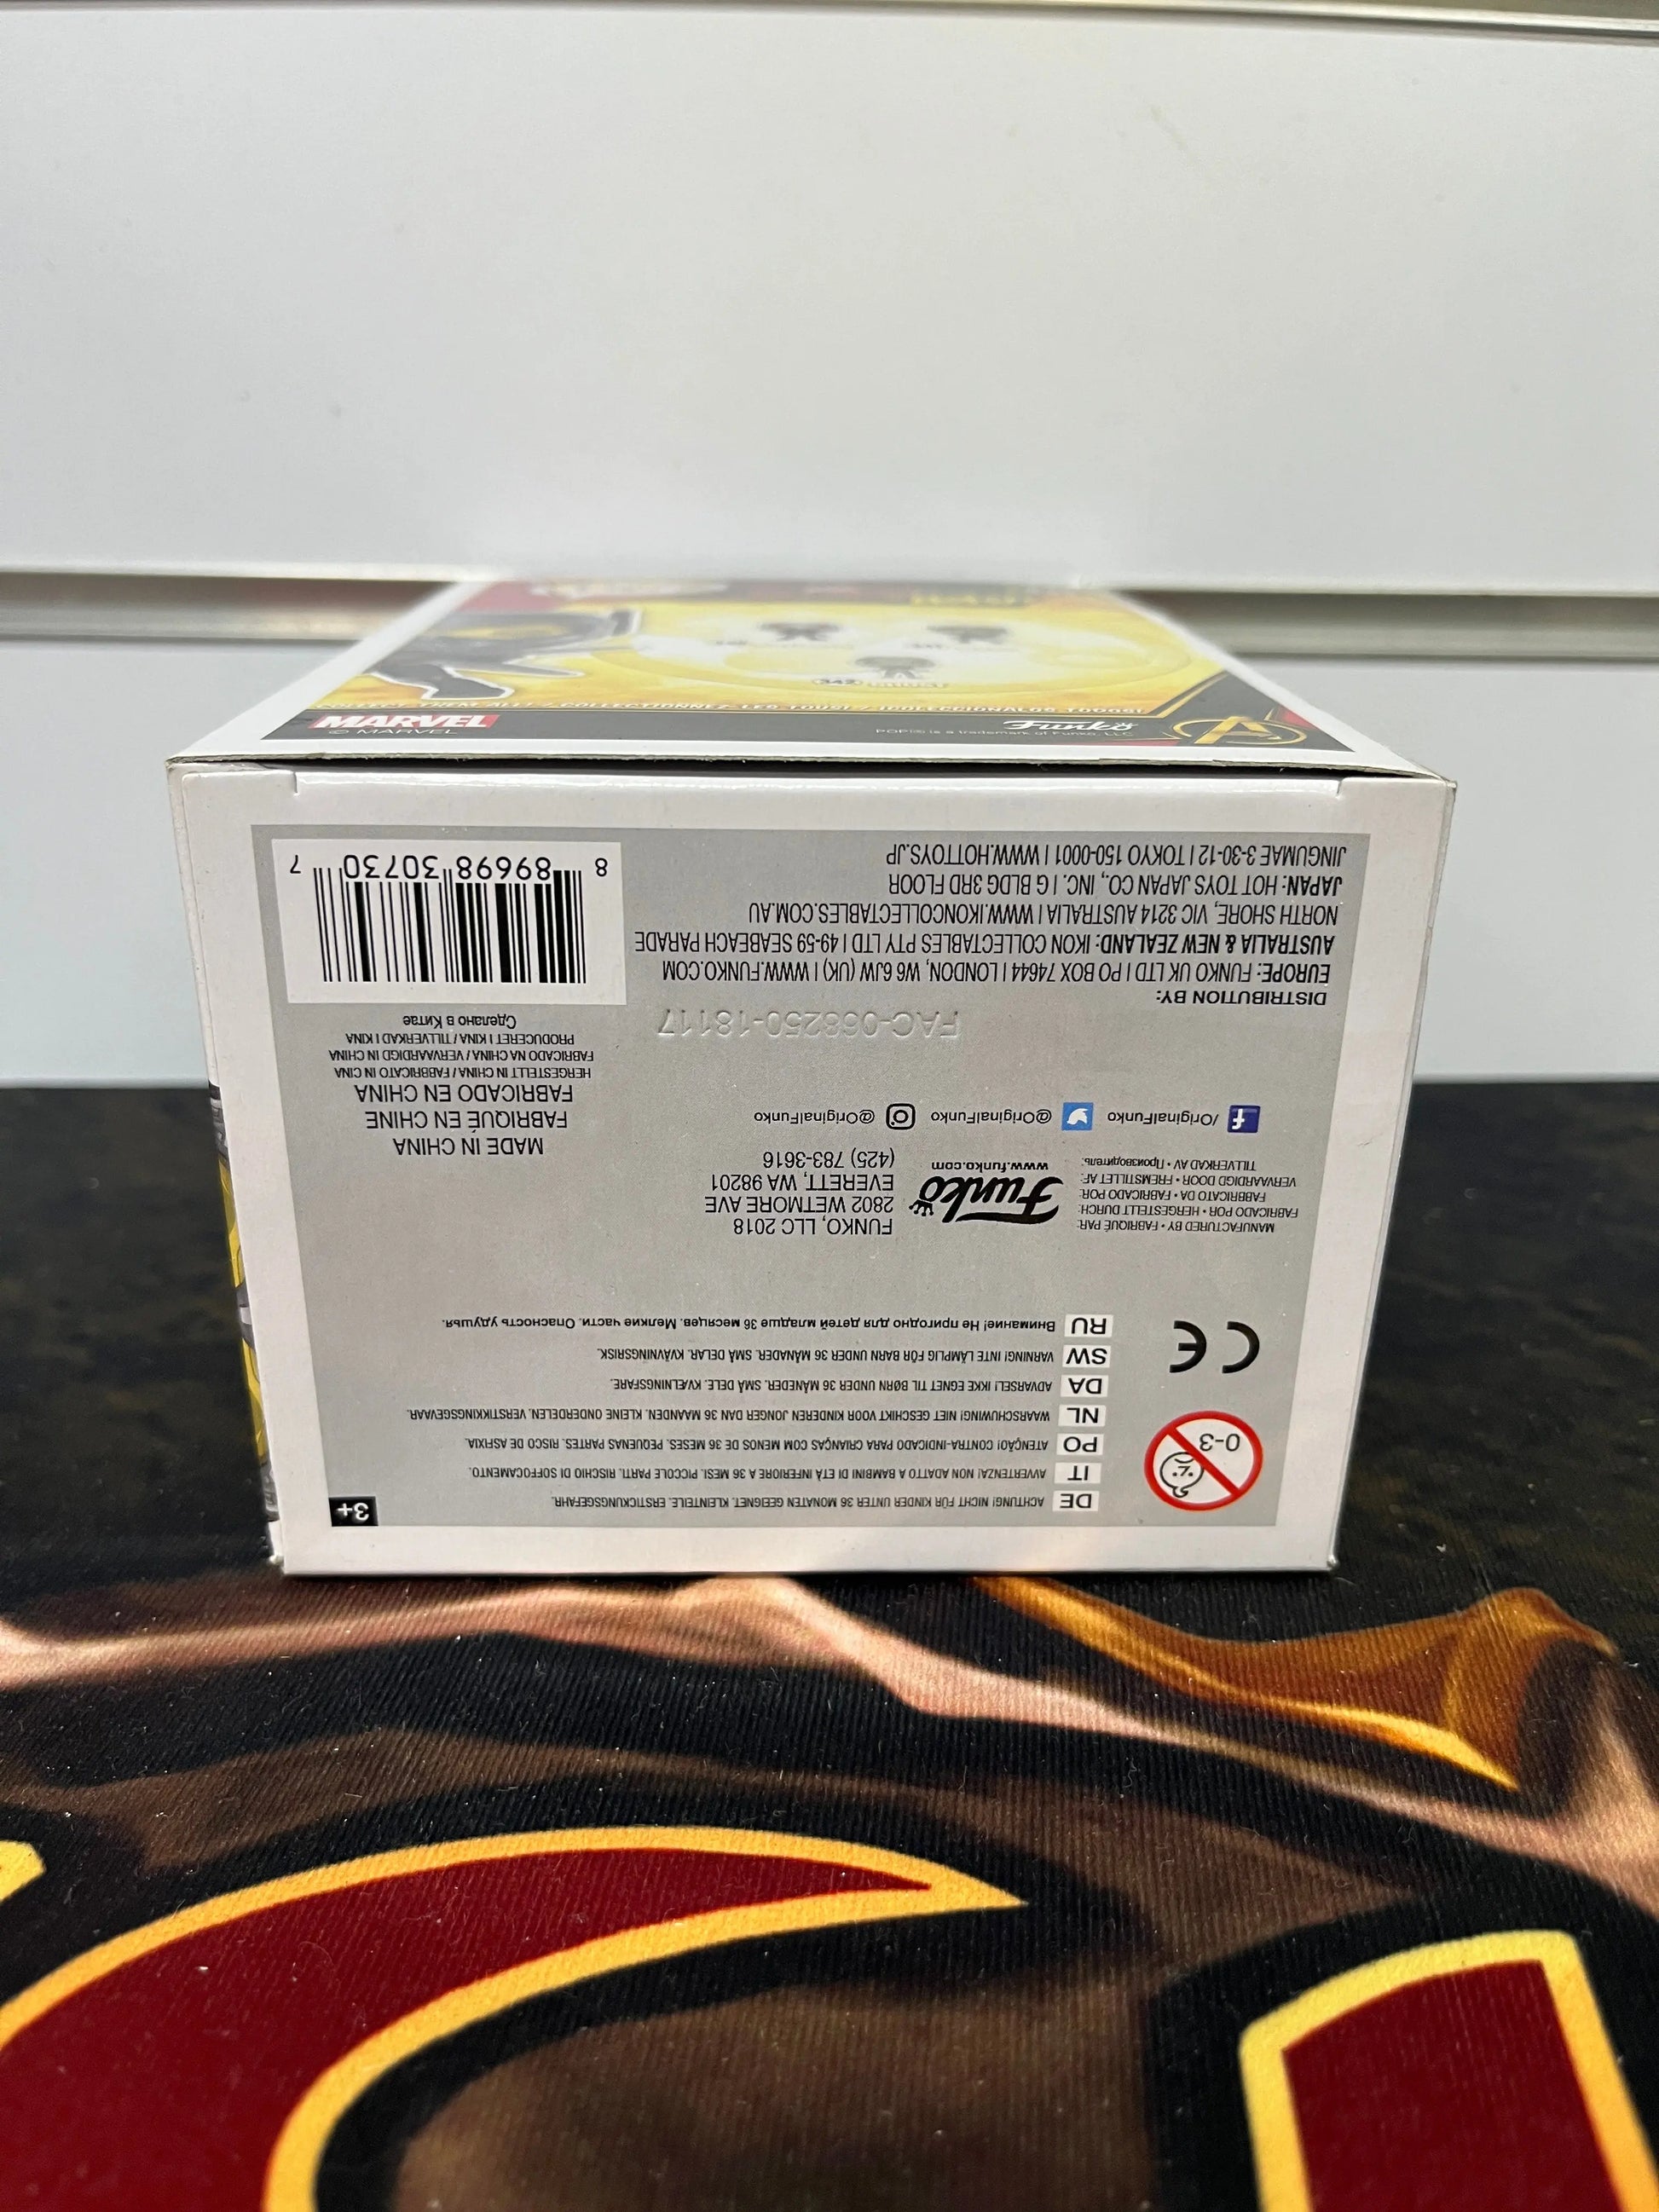 3+
DE ACHTUNG! NICHT FÜR KINDER UNTER 36 MONATEN GEEIGNET. KLEINTEILE. ERSTICKUNGSGEFAHR.
IT AVVERTENZA! NON ADATTO A BAMBINI DI ETÀ INFERIORE A 36 MESI. PICCOLE PARTI. RISCHIO DI SOFFOCAMENTO.
PO ATENÇÃO! CONTRA-INDICADO PARA CRIANÇAS COM MENOS DE 36 MESES. PEQUENAS PARTES. RISCO DE ASFIXIA.
NL WAARSCHUWING! NIET GESCHIKT VOOR KINDEREN JONGER DAN 36 MAANDEN. KLEINE ONDERDELEN. VERSTIKKINGSGEVAAR.
DA ADVARSEL! IKKE EGNET TIL BØRN UNDER 36 MÅNEDER. SMÅ DELE. KVÆLNINGSFARE.
SW VARNING! INTE LÄMPLIG FÖR BARN UNDER 36 MÅNADER. SMÅ DELAR. KVÄVNINGSRISK.
RU Внимание! Не пригодно для детей младше 36 месяцев. Мелкие части. Опасность удушья.
0-3
CE
MANUFACTURED BY • FABRIQUÉ PAR:
FABRICADO POR • HERGESTELLT DURCH:
FABBRICATO DA • FABRICADO POR:
VERVAARDIGD DOOR • FREMSTILLET AF:
TILLVERKAD AV • Производитель:
Funko
www.funko.com
FUNKO, LLC 2018
2802 WETMORE AVE
EVERETT, WA 98201
(425) 783-3616
/OriginalFunko @OriginalFunko @OriginalFunko
MADE IN CHINA
FABRIQUÉ EN CHINE
FABRICADO EN CHINA
HERGESTELLT IN CHINA / FABBRICATO IN CINA
FABRICADO NA CHINA / VERVAARDIGD IN CHINA
PRODUCERET I KINA / TILLVERKAD I KINA
Сделано в Китае
FAC-068250-18117
DISTRIBUTION BY:
EUROPE: FUNKO UK LTD | PO BOX 74644 | LONDON, W6 6JW (UK) | WWW.FUNKO.COM
AUSTRALIA & NEW ZEALAND: IKON COLLECTABLES PTY LTD | 49-59 SEABEACH PARADE
NORTH SHORE, VIC 3214 AUSTRALIA | WWW.IKONCOLLECTABLES.COM.AU
JAPAN: HOT TOYS JAPAN CO., INC. | G BLDG 3RD FLOOR
JINGUMAE 3-30-12 | TOKYO 150-0001 | WWW.HOTTOYS.JP
8 89698 30730 7
COLLECT THEM ALL! / COLLECTIONNEZ-LES TOUS! / ¡COLECCIÓNALOS TODOS!
342
MARVEL
© MARVEL
Funko
POP!® is a trademark of Funko, LLC